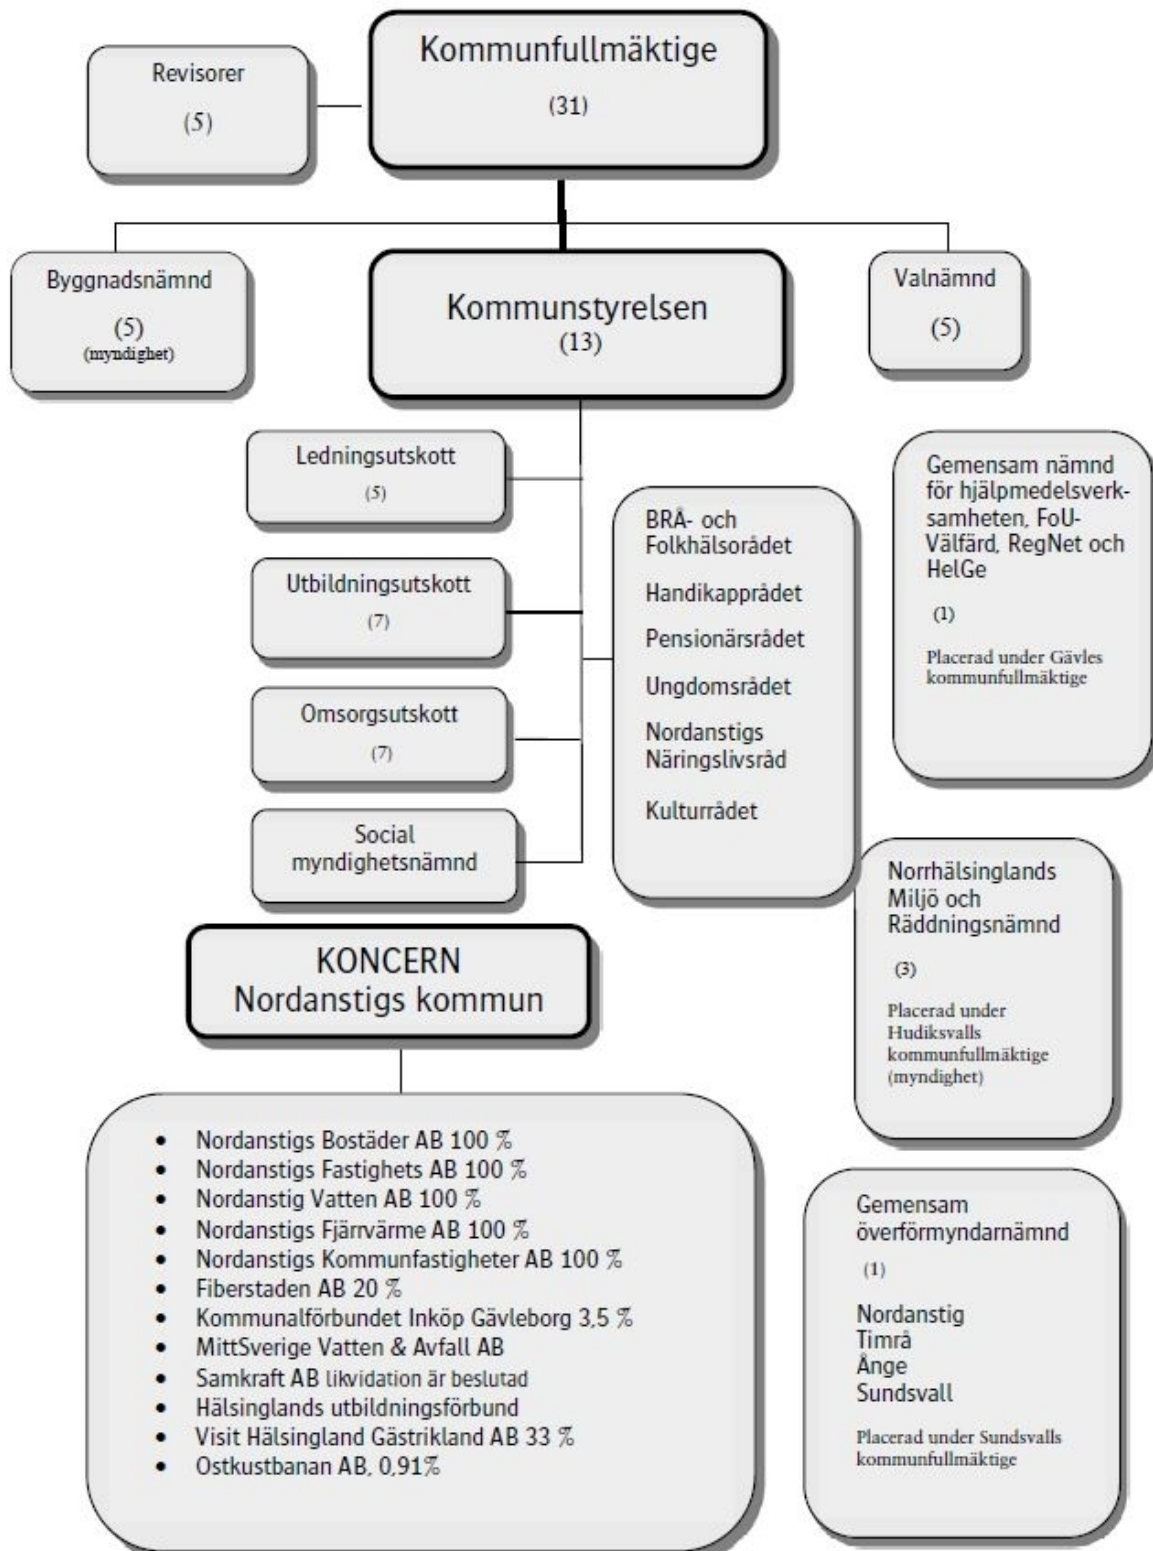 Kommunfullmäktige
(31)
Revisorer
(5)
Byggnadsnämnd
(5)
(myndighet)
Kommunstyrelsen
(13)
Valnämnd
(5)
Ledningsutskott
(5)
Utbildningsutskott
(7)
Omsorgsutskott
(7)
Social
myndighetsnämnd
BRÅ- och
Folkhälsorådet
Handikapprådet
Pensionärsrådet
Ungdomsrådet
Nordanstigs
Näringslivsråd
Kulturrådet
Gemensam nämnd
för hjälpmedelsverk-
samheten, FoU-
Välfärd, RegNet och
HelGe
(1)
Placerad under Gävles
kommunfullmäktige
Norrhälsinglands
Miljö och
Räddningsnämnd
(3)
Placerad under
Hudiksvalls
kommunfullmäktige
(myndighet)
KONCERN
Nordanstigs kommun
• Nordanstigs Bostäder AB 100 %
• Nordanstigs Fastighets AB 100 %
• Nordanstig Vatten AB 100 %
• Nordanstigs Fjärrvärme AB 100 %
• Nordanstigs Kommunfastigheter AB 100 %
• Fiberstaden AB 20 %
• Kommunalförbundet Inköp Gävleborg 3,5 %
• MittSverige Vatten & Avfall AB
• Samkraft AB likvidation är beslutad
• Hälsinglands utbildningsförbund
• Visit Hälsingland Gästrikland AB 33 %
• Ostkustbanan AB, 0,91%
Gemensam
överförmyndarnämnd
(1)
Nordanstig
Timrå
Ånge
Sundsvall
Placerad under Sundsvalls
kommunfullmäktige